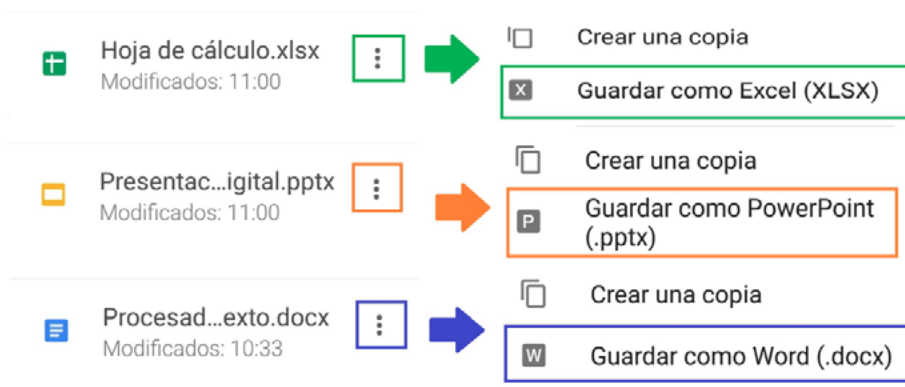 Hoja de cálculo.xlsx
Modificados: 11:00
Crear una copia
X
Guardar como Excel (XLSX)
Presentac...igital.pptx
Modificados: 11:00
Crear una copia
P
Guardar como PowerPoint
(.pptx)
Procesad...exto.docx
Modificados: 10:33
Crear una copia
W
Guardar como Word (.docx)